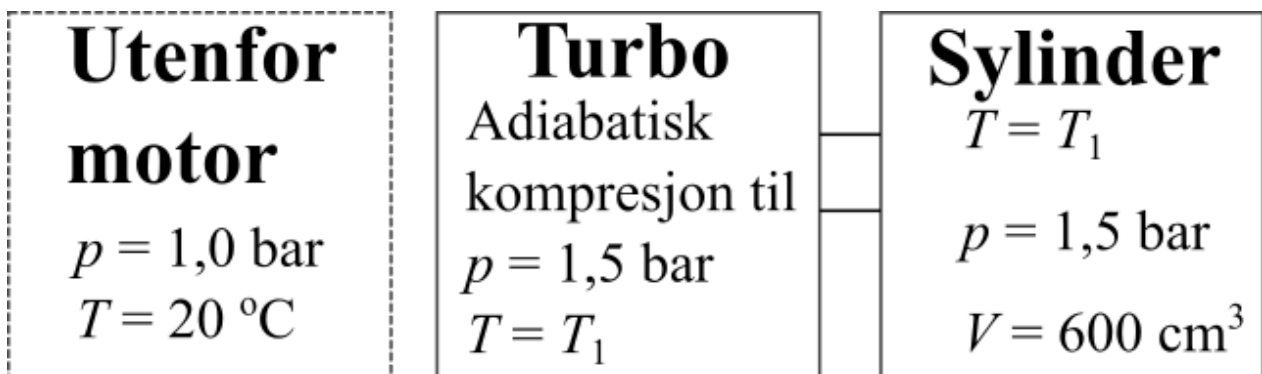 Utenfor
motor
p = 1,0 bar
T = 20 ºC
Turbo
Adiabatisk
kompresjon til
p = 1,5 bar
T = T₁
Sylinder
T = T₁
p = 1,5 bar
V = 600 cm³